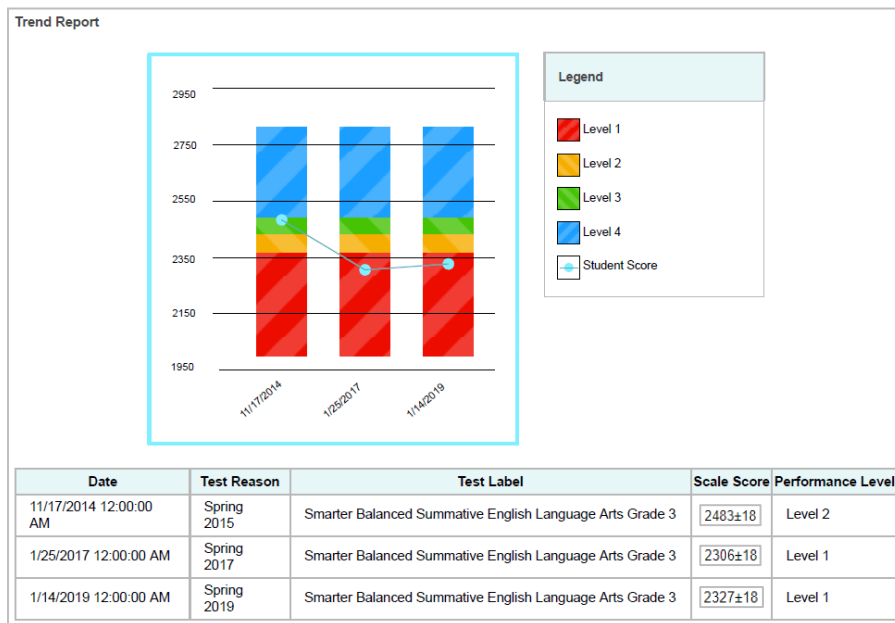 Trend Report
2950
2750
2550
2350
2150
1950
11/17/2014
1/25/2017
1/14/2019
Legend
Level 1
Level 2
Level 3
Level 4
Student Score
Date Test Reason Test Label Scale Score Performance Level
11/17/2014 12:00:00
AM
Spring
2015
Smarter Balanced Summative English Language Arts Grade 3 2483±18 Level 2
1/25/2017 12:00:00 AM
Spring
2017
Smarter Balanced Summative English Language Arts Grade 3 2306±18 Level 1
1/14/2019 12:00:00 AM
Spring
2019
Smarter Balanced Summative English Language Arts Grade 3 2327±18 Level 1